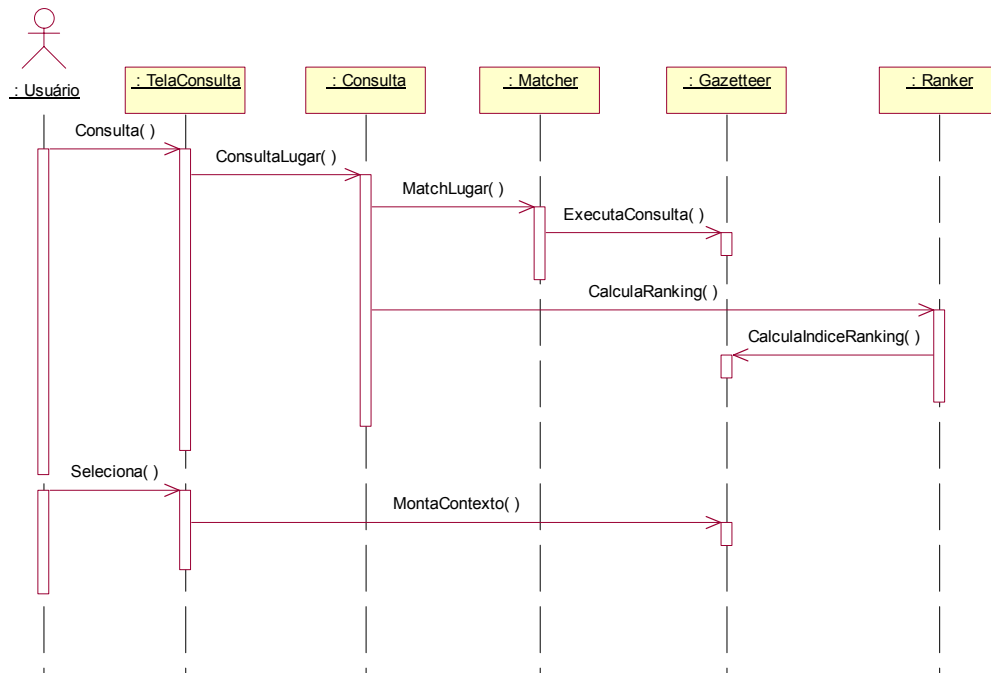 : Usuário
: TelaConsulta
: Consulta
: Matcher
: Gazetteer
: Ranker
Consulta( )
ConsultaLugar( )
MatchLugar( )
ExecutaConsulta( )
CalculaRanking( )
CalculaIndiceRanking( )
Seleciona( )
MontaContexto( )